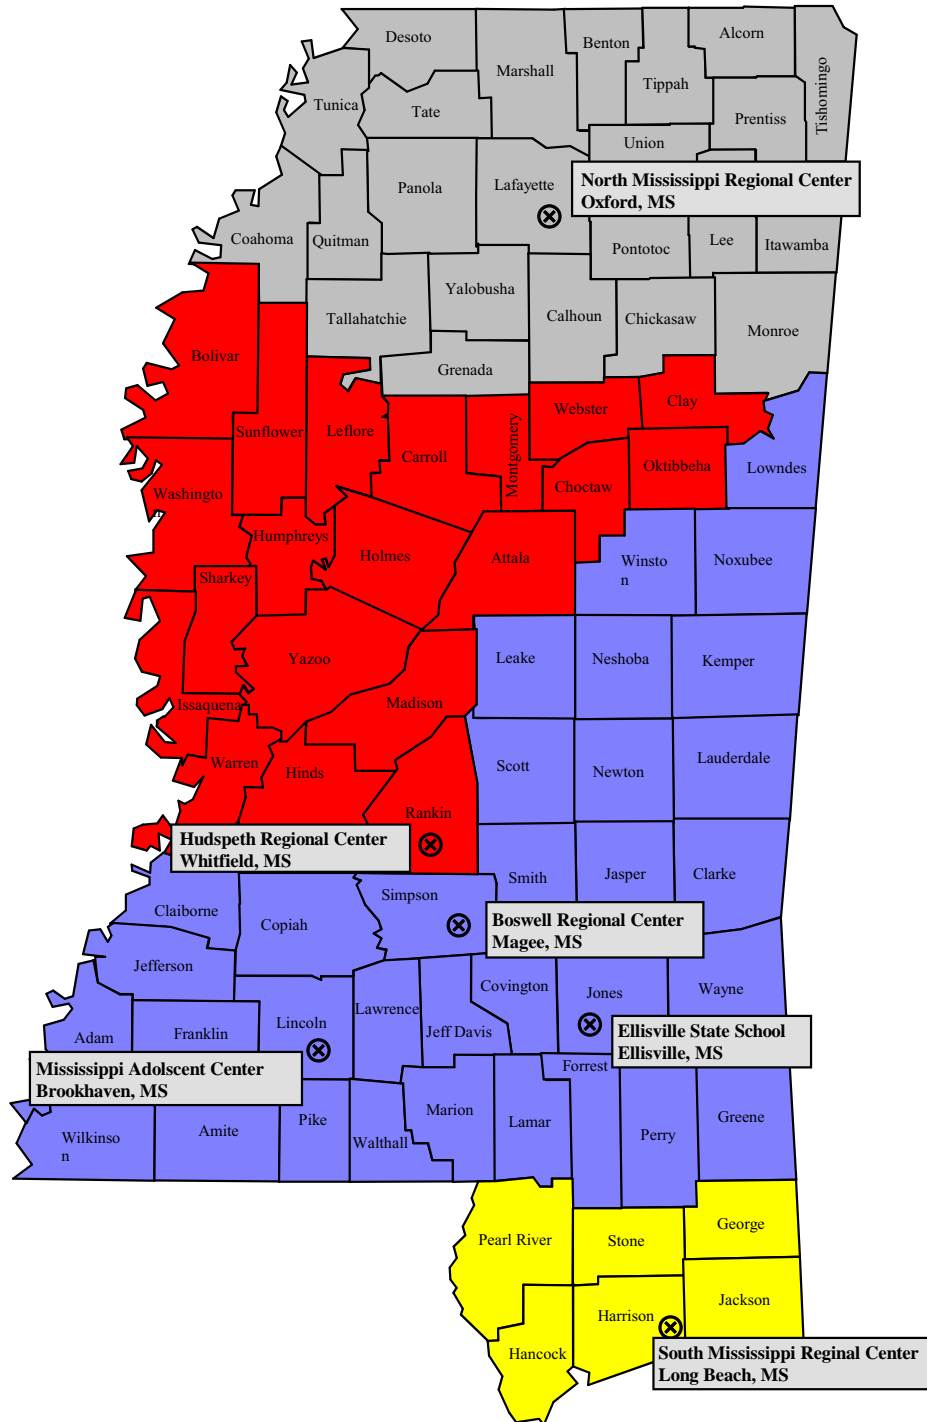 Desoto
Marshall
Benton
Alcorn
Tippah
Tishomingo
Tunica
Tate
Prentiss
Union
North Mississippi Regional Center
Oxford, MS
Panola
Lafayette
Coahoma
Quitman
Pontotoc
Lee
Itawamba
Yalobusha
Tallahatchie
Calhoun
Chickasaw
Monroe
Bolivar
Grenada
Webster
Clay
Sunflower
Leflore
Carroll
Montgomery
Oktibbeha
Lowndes
Choctaw
Washingto
n
Humphreys
Holmes
Attala
Winsto
n
Noxubee
Sharkey
Yazoo
Leake
Neshoba
Kemper
Issaquena
Madison
Warren
Hinds
Scott
Newton
Lauderdale
Rankin
Hudspeth Regional Center
Whitfield, MS
Smith
Jasper
Clarke
Simpson
Claiborne
Copiah
Boswell Regional Center
Magee, MS
Jefferson
Covington
Jones
Wayne
Lawrence
Lincoln
Adam
Franklin
Jeff Davis
Ellisville State School
Ellisville, MS
Mississippi Adolscent Center
Brookhaven, MS
Forrest
Wilkinso
n
Amite
Pike
Walthall
Marion
Lamar
Perry
Greene
Pearl River
Stone
George
Harrison
Jackson
Hancock
South Mississippi Reginal Center
Long Beach, MS